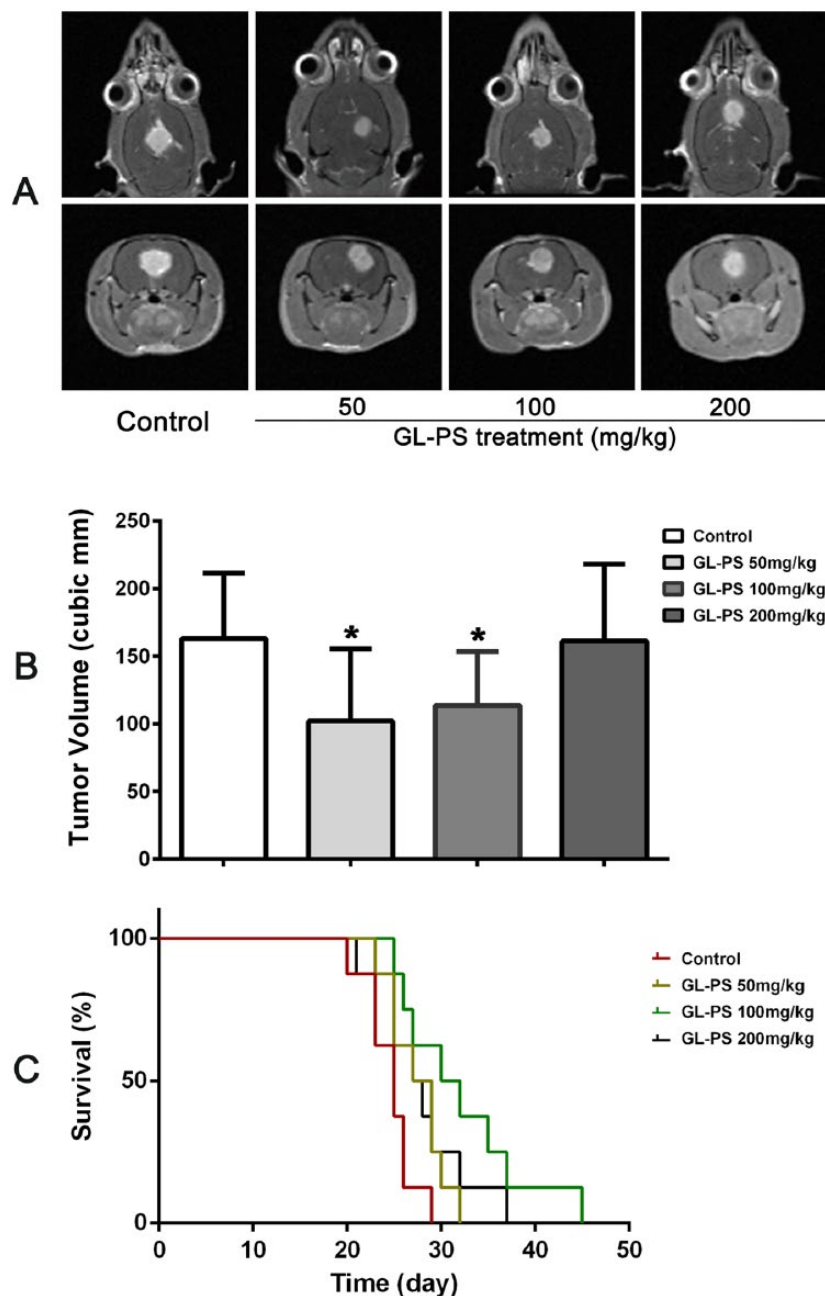 A
Control
50
100
200
GL-PS treatment (mg/kg)
B
Tumor Volume (cubic mm)
250
200
150
100
50
0
*
*
Control
GL-PS 50mg/kg
GL-PS 100mg/kg
GL-PS 200mg/kg
C
Survival (%)
100
50
0
0
10
20
30
40
50
Time (day)
Control
GL-PS 50mg/kg
GL-PS 100mg/kg
GL-PS 200mg/kg